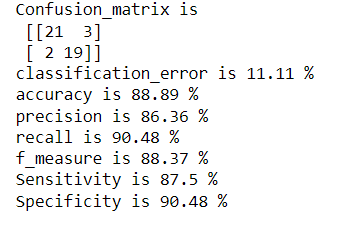 Confusion_matrix is
[[21  3]
[ 2 19]]
classification_error is 11.11 %
accuracy is 88.89 %
precision is 86.36 %
recall is 90.48 %
f_measure is 88.37 %
Sensitivity is 87.5 %
Specificity is 90.48 %